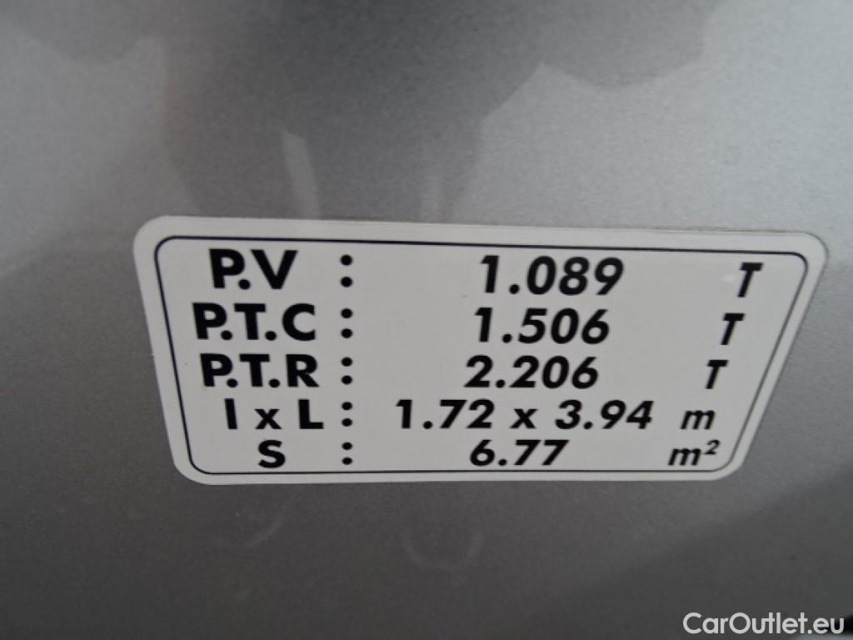 P.V : 1.089 T
P.T.C : 1.506 T
P.T.R : 2.206 T
l x L : 1.72 x 3.94 m
S : 6.77 m²
CarOutlet.eu